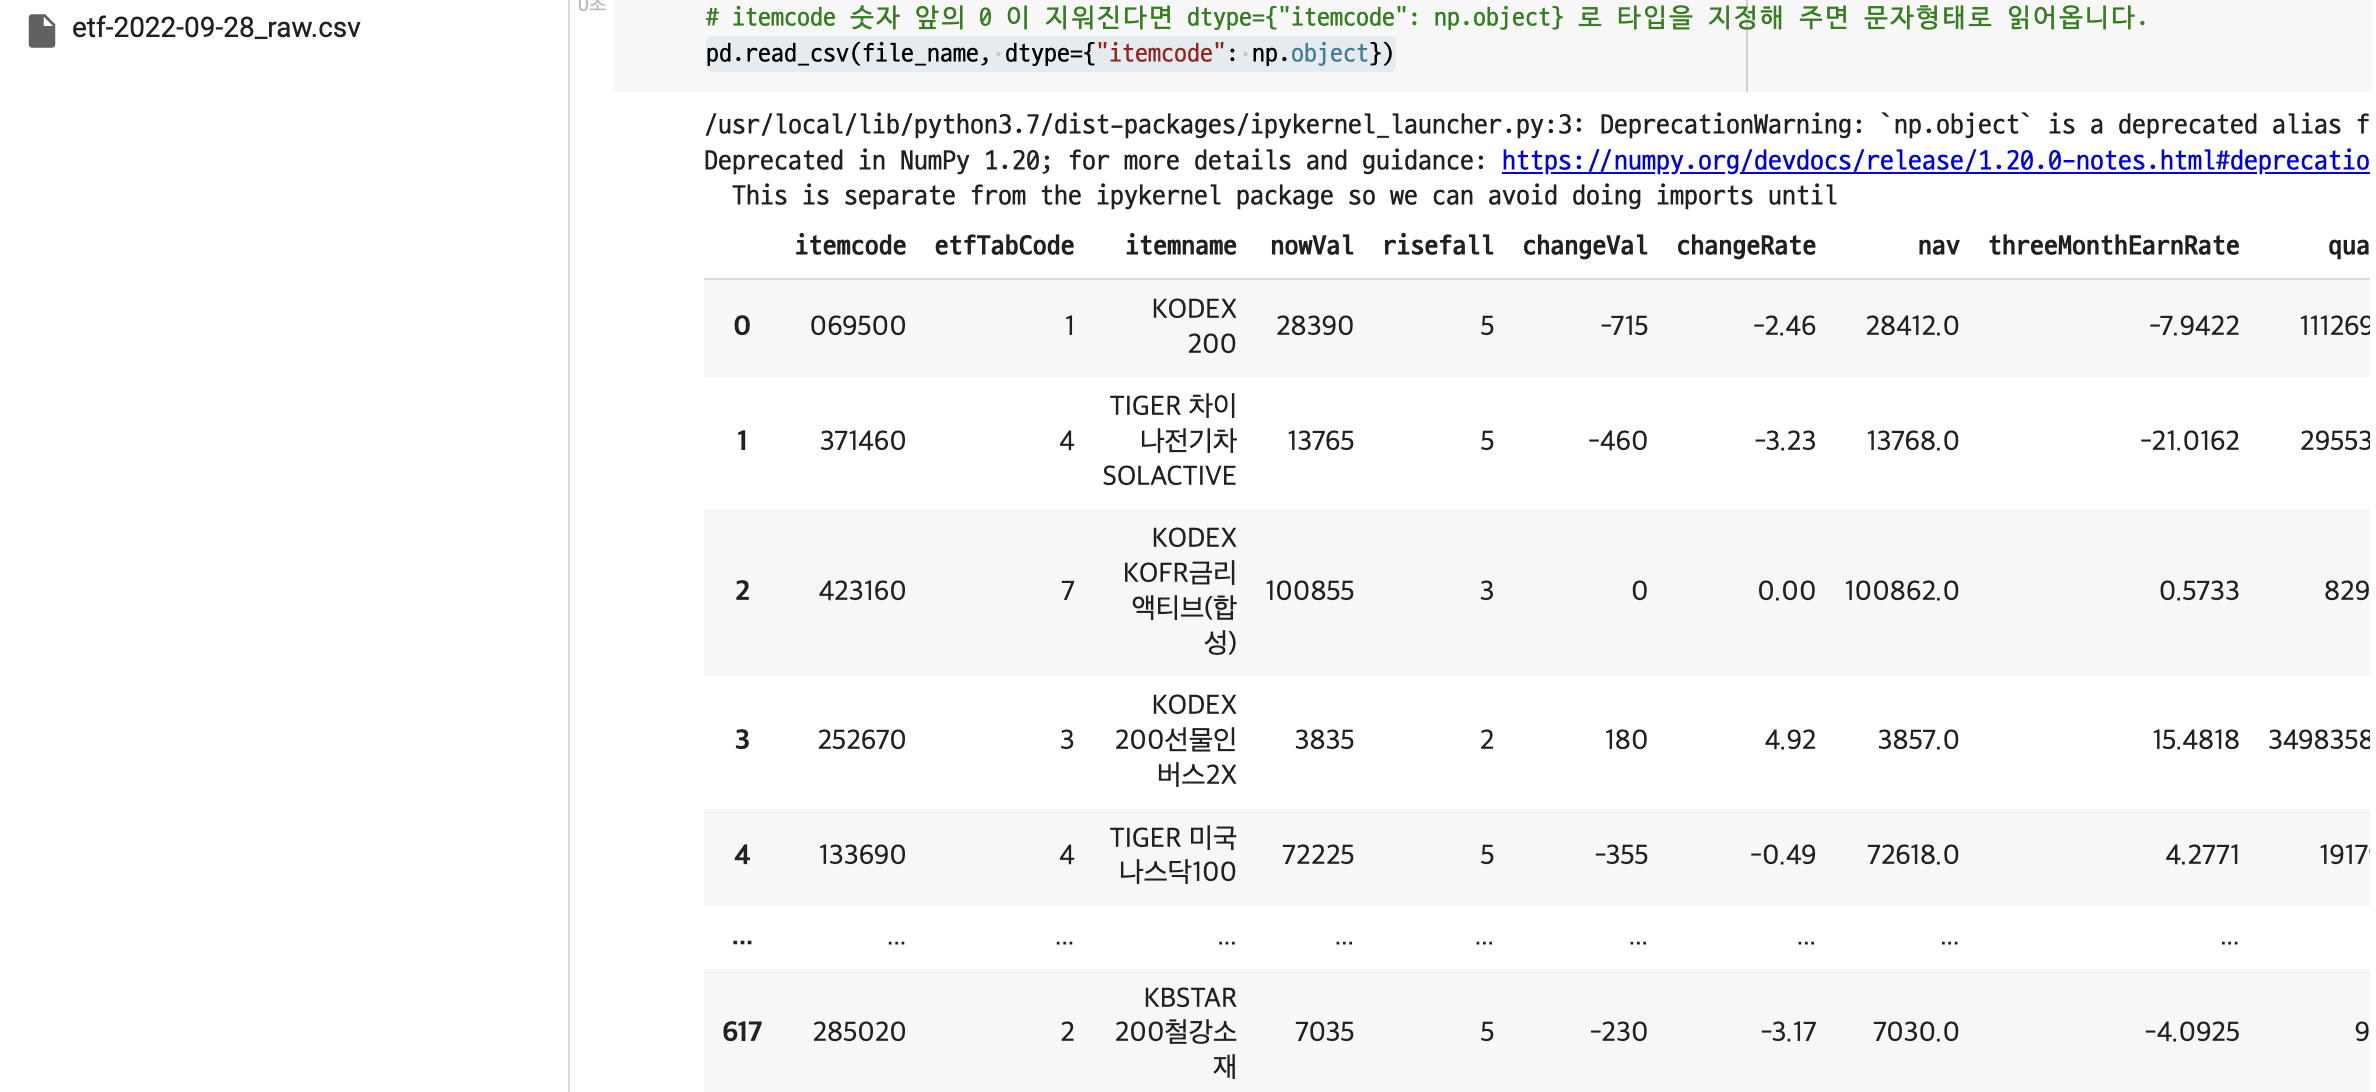 etf-2022-09-28_raw.csv
0초
# itemcode 숫자 앞의 0 이 지워진다면 dtype={"itemcode": np.object} 로 타입을 지정해 주면 문자형태로 읽어옵니다.
pd.read_csv(file_name, dtype={"itemcode": np.object})
/usr/local/lib/python3.7/dist-packages/ipykernel_launcher.py:3: DeprecationWarning: `np.object` is a deprecated alias f
Deprecated in NumPy 1.20; for more details and guidance: https://numpy.org/devdocs/release/1.20.0-notes.html#deprecatio
This is separate from the ipykernel package so we can avoid doing imports until
itemcode etfTabCode itemname nowVal risefall changeVal changeRate nav threeMonthEarnRate qua
0 069500 1 KODEX 28390 5 -715 -2.46 28412.0 -7.9422 111269
200
TIGER 차이
1 371460 4 나전기차 13765 5 -460 -3.23 13768.0 -21.0162 29553
SOLACTIVE
KODEX
KOFR금리
2 423160 7 액티브(합 100855 3 0 0.00 100862.0 0.5733 829
성)
KODEX
3 252670 3 200선물인 3835 2 180 4.92 3857.0 15.4818 3498358
버스2X
4 133690 4 TIGER 미국 72225 5 -355 -0.49 72618.0 4.2771 1917
나스닥100
... ... ... ... ... ... ... ... ... ...
KBSTAR
617 285020 2 200철강소 7035 5 -230 -3.17 7030.0 -4.0925 9
재